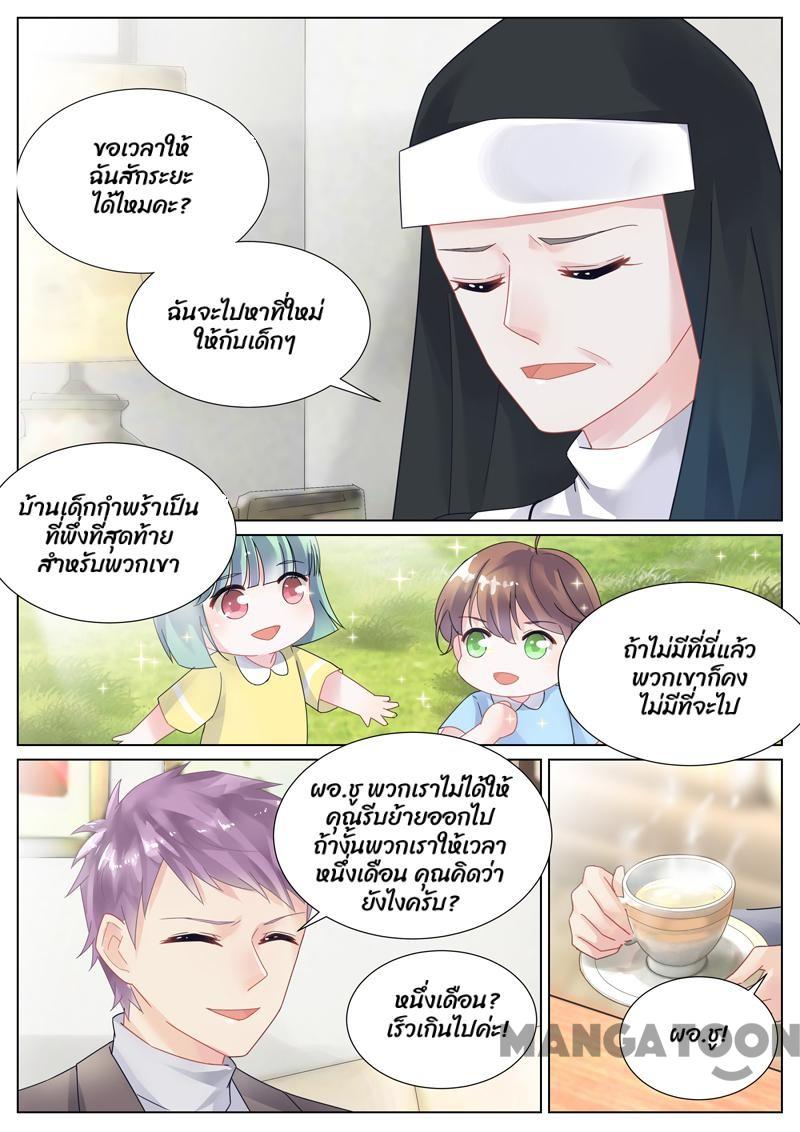 ขอเวลาให้
ฉันสักระยะ
ได้ไหมคะ?
ฉันจะไปหาที่ใหม่
ให้กับเด็กๆ
บ้านเด็กกำพร้าเป็น
ที่พึ่งที่สุดท้าย
สำหรับพวกเขา
ถ้าไม่มีที่นี่แล้ว
พวกเขาก็คง
ไม่มีที่จะไป
ผอ.ชู พวกเราไม่ได้ให้
คุณรีบย้ายออกไป
ถ้างั้นพวกเราให้เวลา
หนึ่งเดือน คุณคิดว่า
ยังไงครับ?
หนึ่งเดือน?
เร็วเกินไปค่ะ!
ผอ.ชู!
MANGATOON